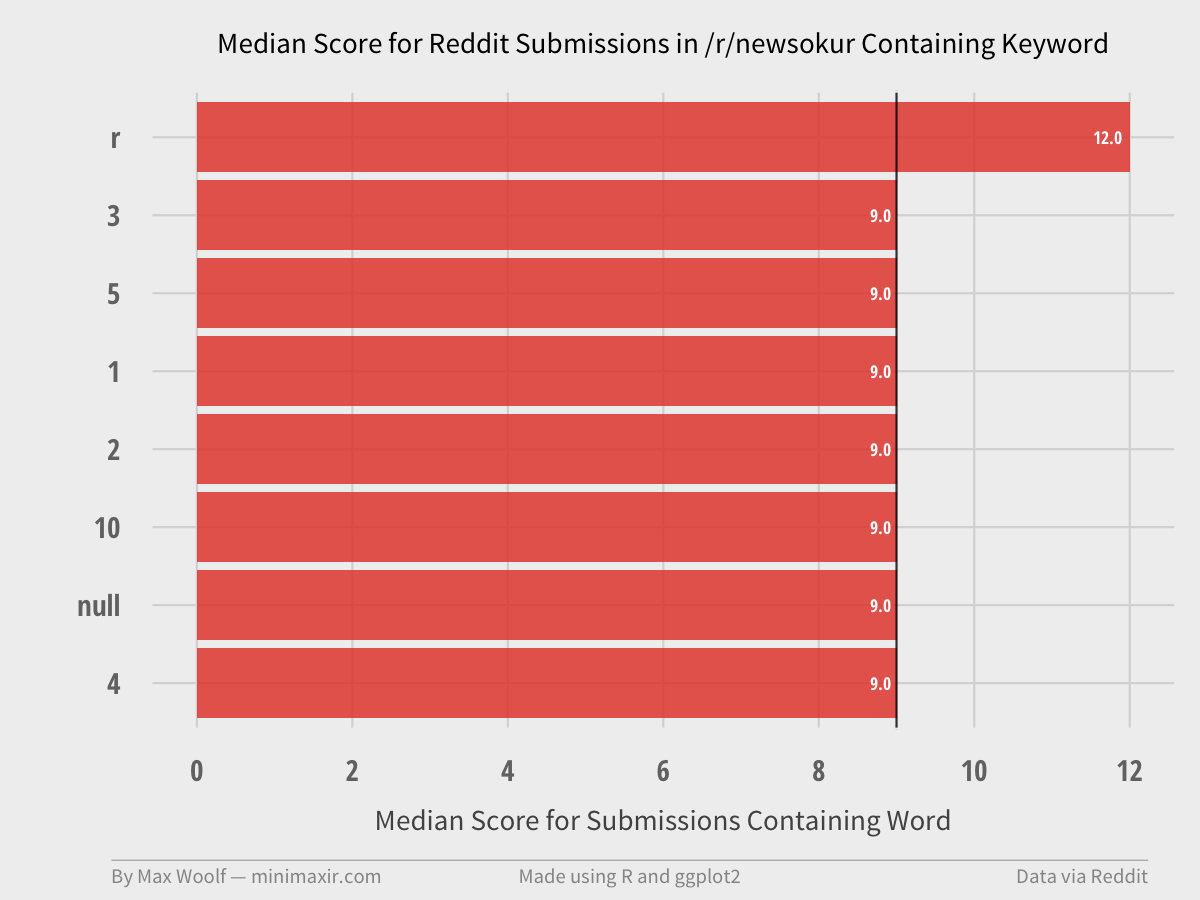 Median Score for Reddit Submissions in /r/newsokur Containing Keyword
r
12.0
3
9.0
5
9.0
1
9.0
2
9.0
10
9.0
null
9.0
4
9.0
0 2 4 6 8 10 12
Median Score for Submissions Containing Word
By Max Woolf — minimaxir.com
Made using R and ggplot2
Data via Reddit